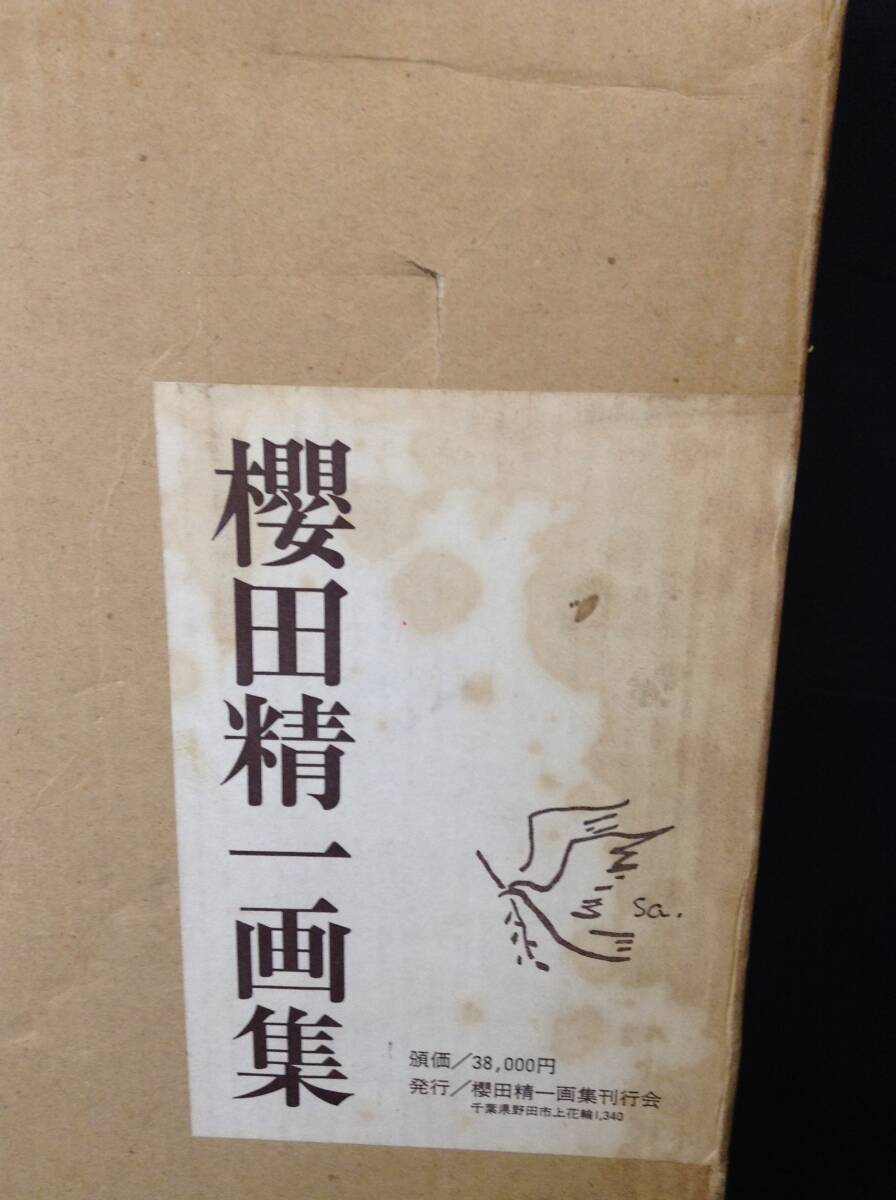 櫻田精一画集
sa.
頒価/38,000円
発行/櫻田精一画集刊行会
千葉県野田市上花輪1,340